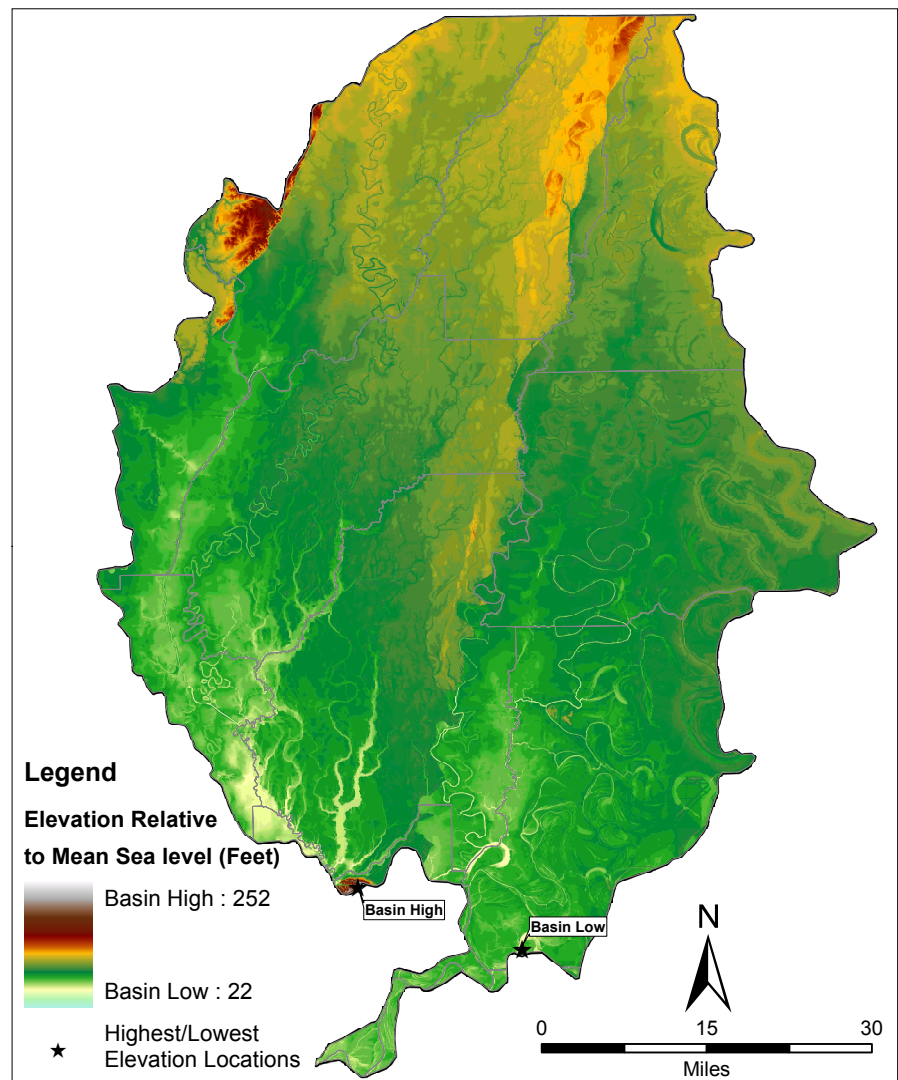 Legend
Elevation Relative
to Mean Sea level (Feet)
Basin High : 252
Basin Low : 22
Highest/Lowest
Elevation Locations
Basin High
Basin Low
N
0 15 30
Miles